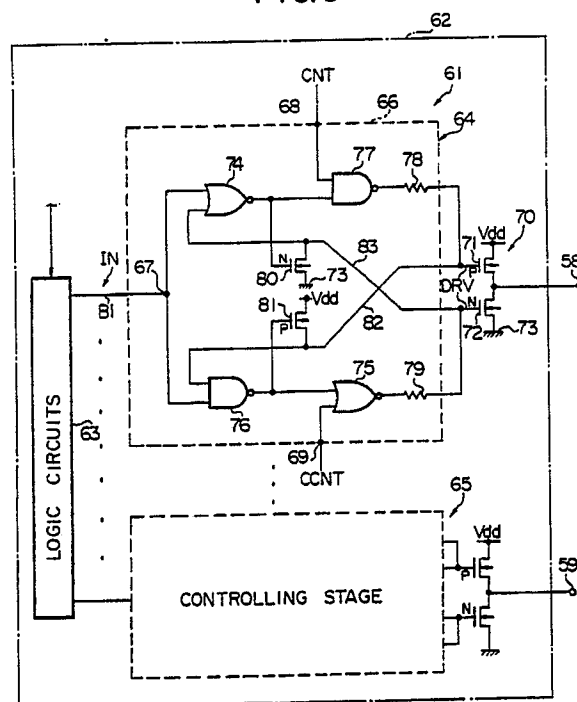 62
CNT
61
68
66
64
77
74
78
Vdd
70
71
83
P
IN
67
N
80
73
58
81
Vdd
DRV
81
P
82
N
72
73
75
79
76
63
LOGIC CIRCUITS
69
CCNT
65
Vdd
P
59
CONTROLLING STAGE
N